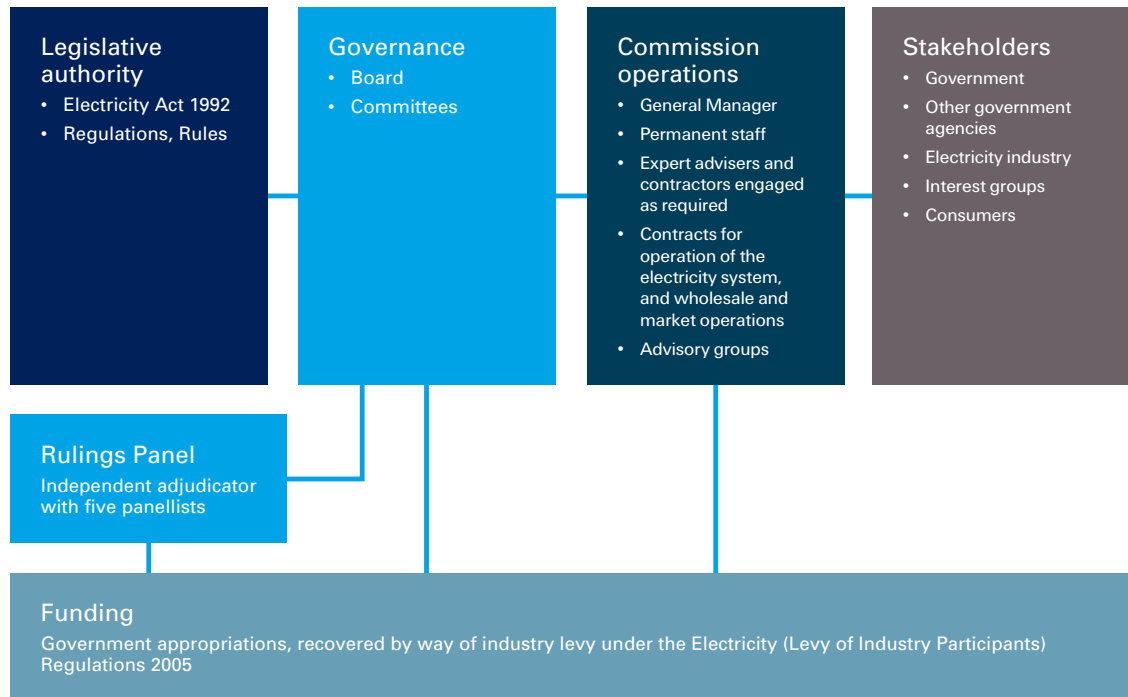 Legislative
authority
• Electricity Act 1992
• Regulations, Rules
Governance
• Board
• Committees
Commission
operations
• General Manager
• Permanent staff
• Expert advisers and
contractors engaged
as required
• Contracts for
operation of the
electricity system,
and wholesale and
market operations
• Advisory groups
Stakeholders
• Government
• Other government
agencies
• Electricity industry
• Interest groups
• Consumers
Rulings Panel
Independent adjudicator
with five panellists
Funding
Government appropriations, recovered by way of industry levy under the Electricity (Levy of Industry Participants)
Regulations 2005